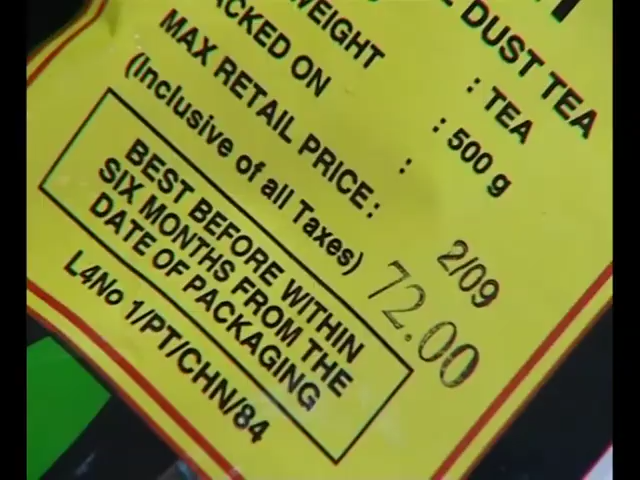 DUST TEA
: TEA
WEIGHT : 500 g
ACKED ON : 2/09
MAX RETAIL PRICE : 72.00
(Inclusive of all Taxes)
BEST BEFORE WITHIN
SIX MONTHS FROM THE
DATE OF PACKAGING
L4No 1/PT/CHN/84